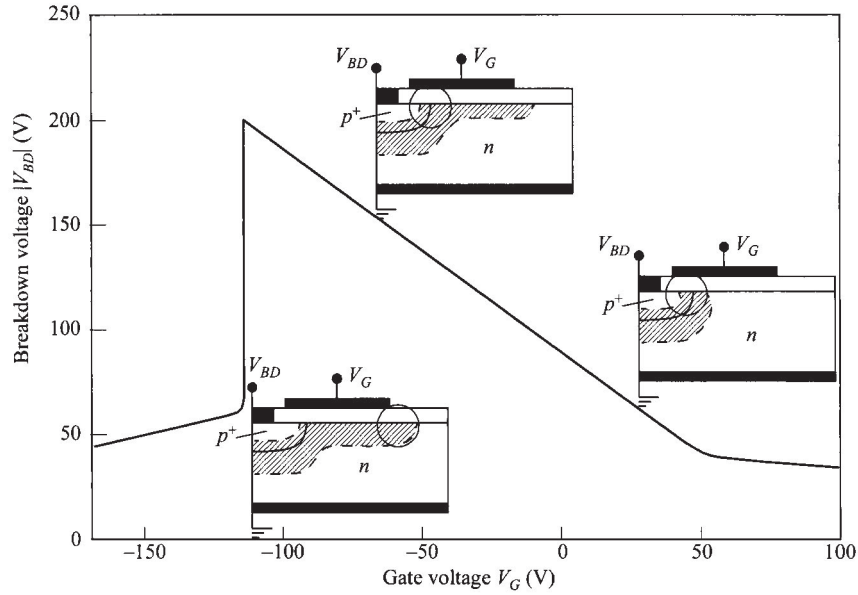 250
200
150
100
50
0
Breakdown voltage |V_BD| (V)
V_BD
V_G
p⁺
n
V_BD
V_G
p⁺
n
V_BD
V_G
p⁺
n
−150
−100
−50
0
50
100
Gate voltage V_G (V)